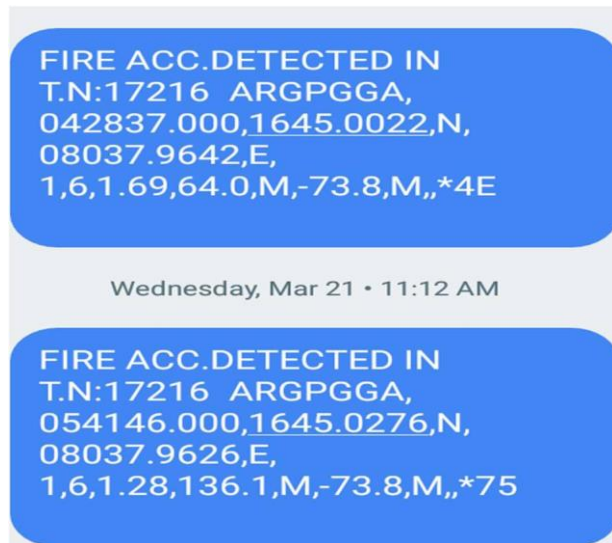 FIRE ACC.DETECTED IN
T.N:17216  ARGPGGA,
042837.000,1645.0022,N,
08037.9642,E,
1,6,1.69,64.0,M,-73.8,M,,*4E
Wednesday, Mar 21 • 11:12 AM
FIRE ACC.DETECTED IN
T.N:17216  ARGPGGA,
054146.000,1645.0276,N,
08037.9626,E,
1,6,1.28,136.1,M,-73.8,M,,*75